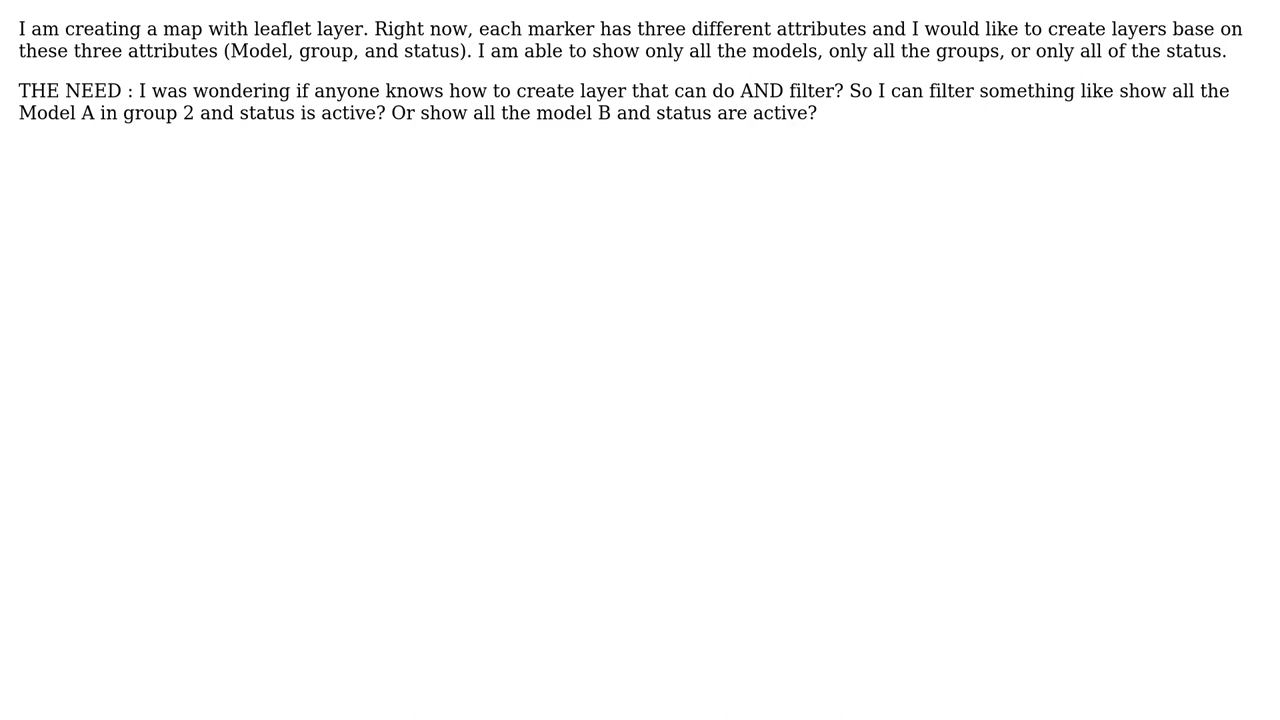 I am creating a map with leaflet layer. Right now, each marker has three different attributes and I would like to create layers base on
these three attributes (Model, group, and status). I am able to show only all the models, only all the groups, or only all of the status.
THE NEED : I was wondering if anyone knows how to create layer that can do AND filter? So I can filter something like show all the
Model A in group 2 and status is active? Or show all the model B and status are active?